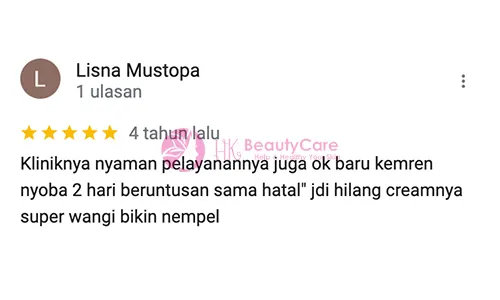 L
Lisna Mustopa
1 ulasan
4 tahun lalu
HK BeautyCare
Kliniknya nyaman pelayanannya juga ok baru kemren
nyoba 2 hari beruntusan sama hatal" jdi hilang creamnya
super wangi bikin nempel